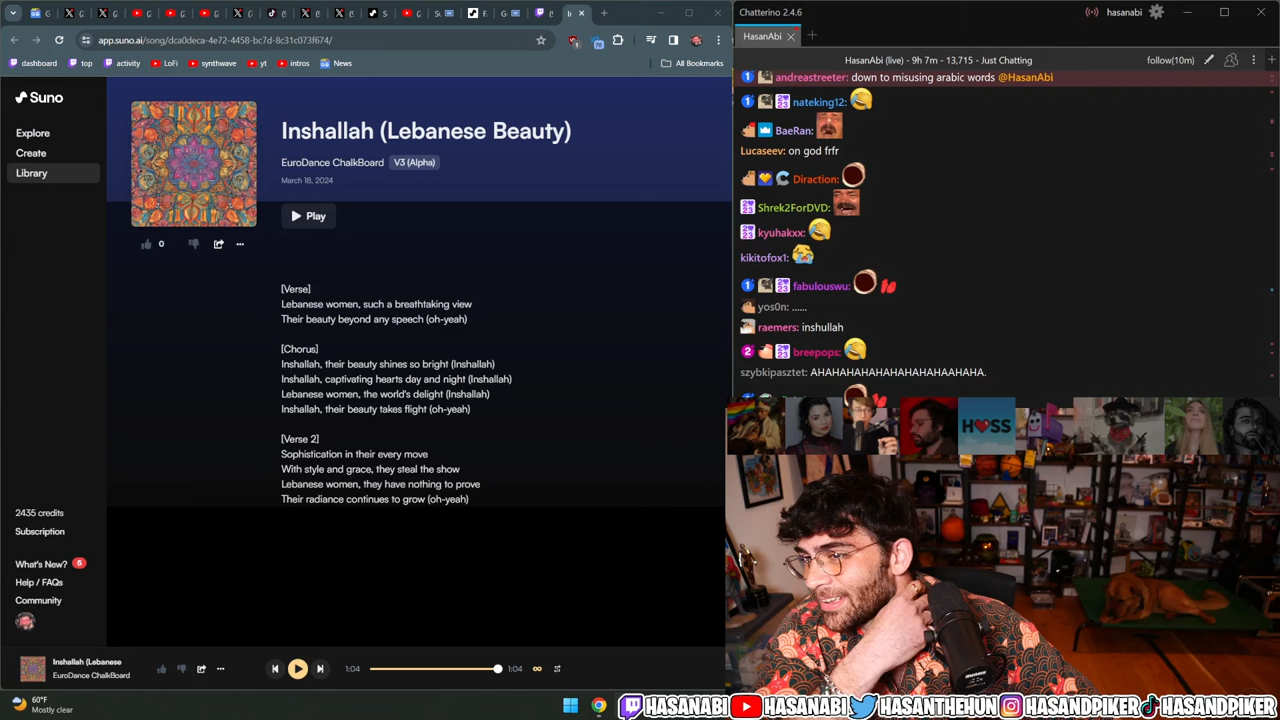 app.suno.ai/song/dca0deca-4e72-4458-bc7d-8c31c073f674/
dashboard
top
activity
LoFi
synthwave
yt
intros
News
All Bookmarks
Suno
Explore
Create
Library
Inshallah (Lebanese Beauty)
EuroDance ChalkBoard V3 (Alpha)
March 18, 2024
Play
0
[Verse]
Lebanese women, such a breathtaking view
Their beauty beyond any speech (oh-yeah)
[Chorus]
Inshallah, their beauty shines so bright (Inshallah)
Inshallah, captivating hearts day and night (Inshallah)
Lebanese women, the world's delight (Inshallah)
Inshallah, their beauty takes flight (oh-yeah)
[Verse 2]
Sophistication in their every move
With style and grace, they steal the show
Lebanese women, they have nothing to prove
Their radiance continues to grow (oh-yeah)
2435 credits
Subscription
What's New? 5
Help / FAQs
Community
Inshallah (Lebanese
EuroDance ChalkBoard
1:04
1:04
60°F
Mostly clear
Chatterino 2.4.6
hasanabi
HasanAbi
HasanAbi (live) - 9h 7m - 13,715 - Just Chatting
follow(10m)
andreastreeter: down to misusing arabic words @HasanAbi
nateking12:
BaeRan:
Lucaseev: on god frfr
Diraction:
Shrek2ForDVD:
kyuhakxx:
kikitofox1:
fabulouswu:
yos0n: ......
raemers: inshullah
breepops:
szybkipasztet: AHAHAHAHAHAHAHAHAAHAHA.
HOSS
HASANABI
HASANABI
HASANTHEHUN
HASANDPIKER
HASANDPIKER